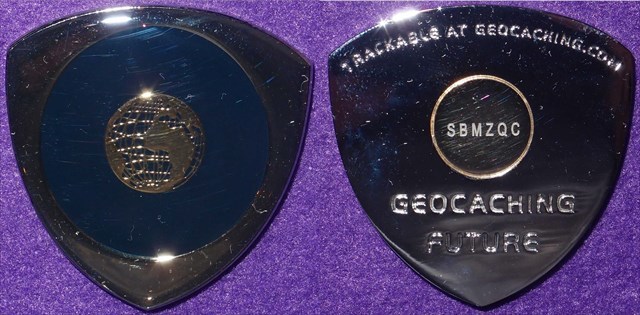 TRACKABLE AT GEOCACHING.COM
SBMZQC
GEOCACHING
FUTURE